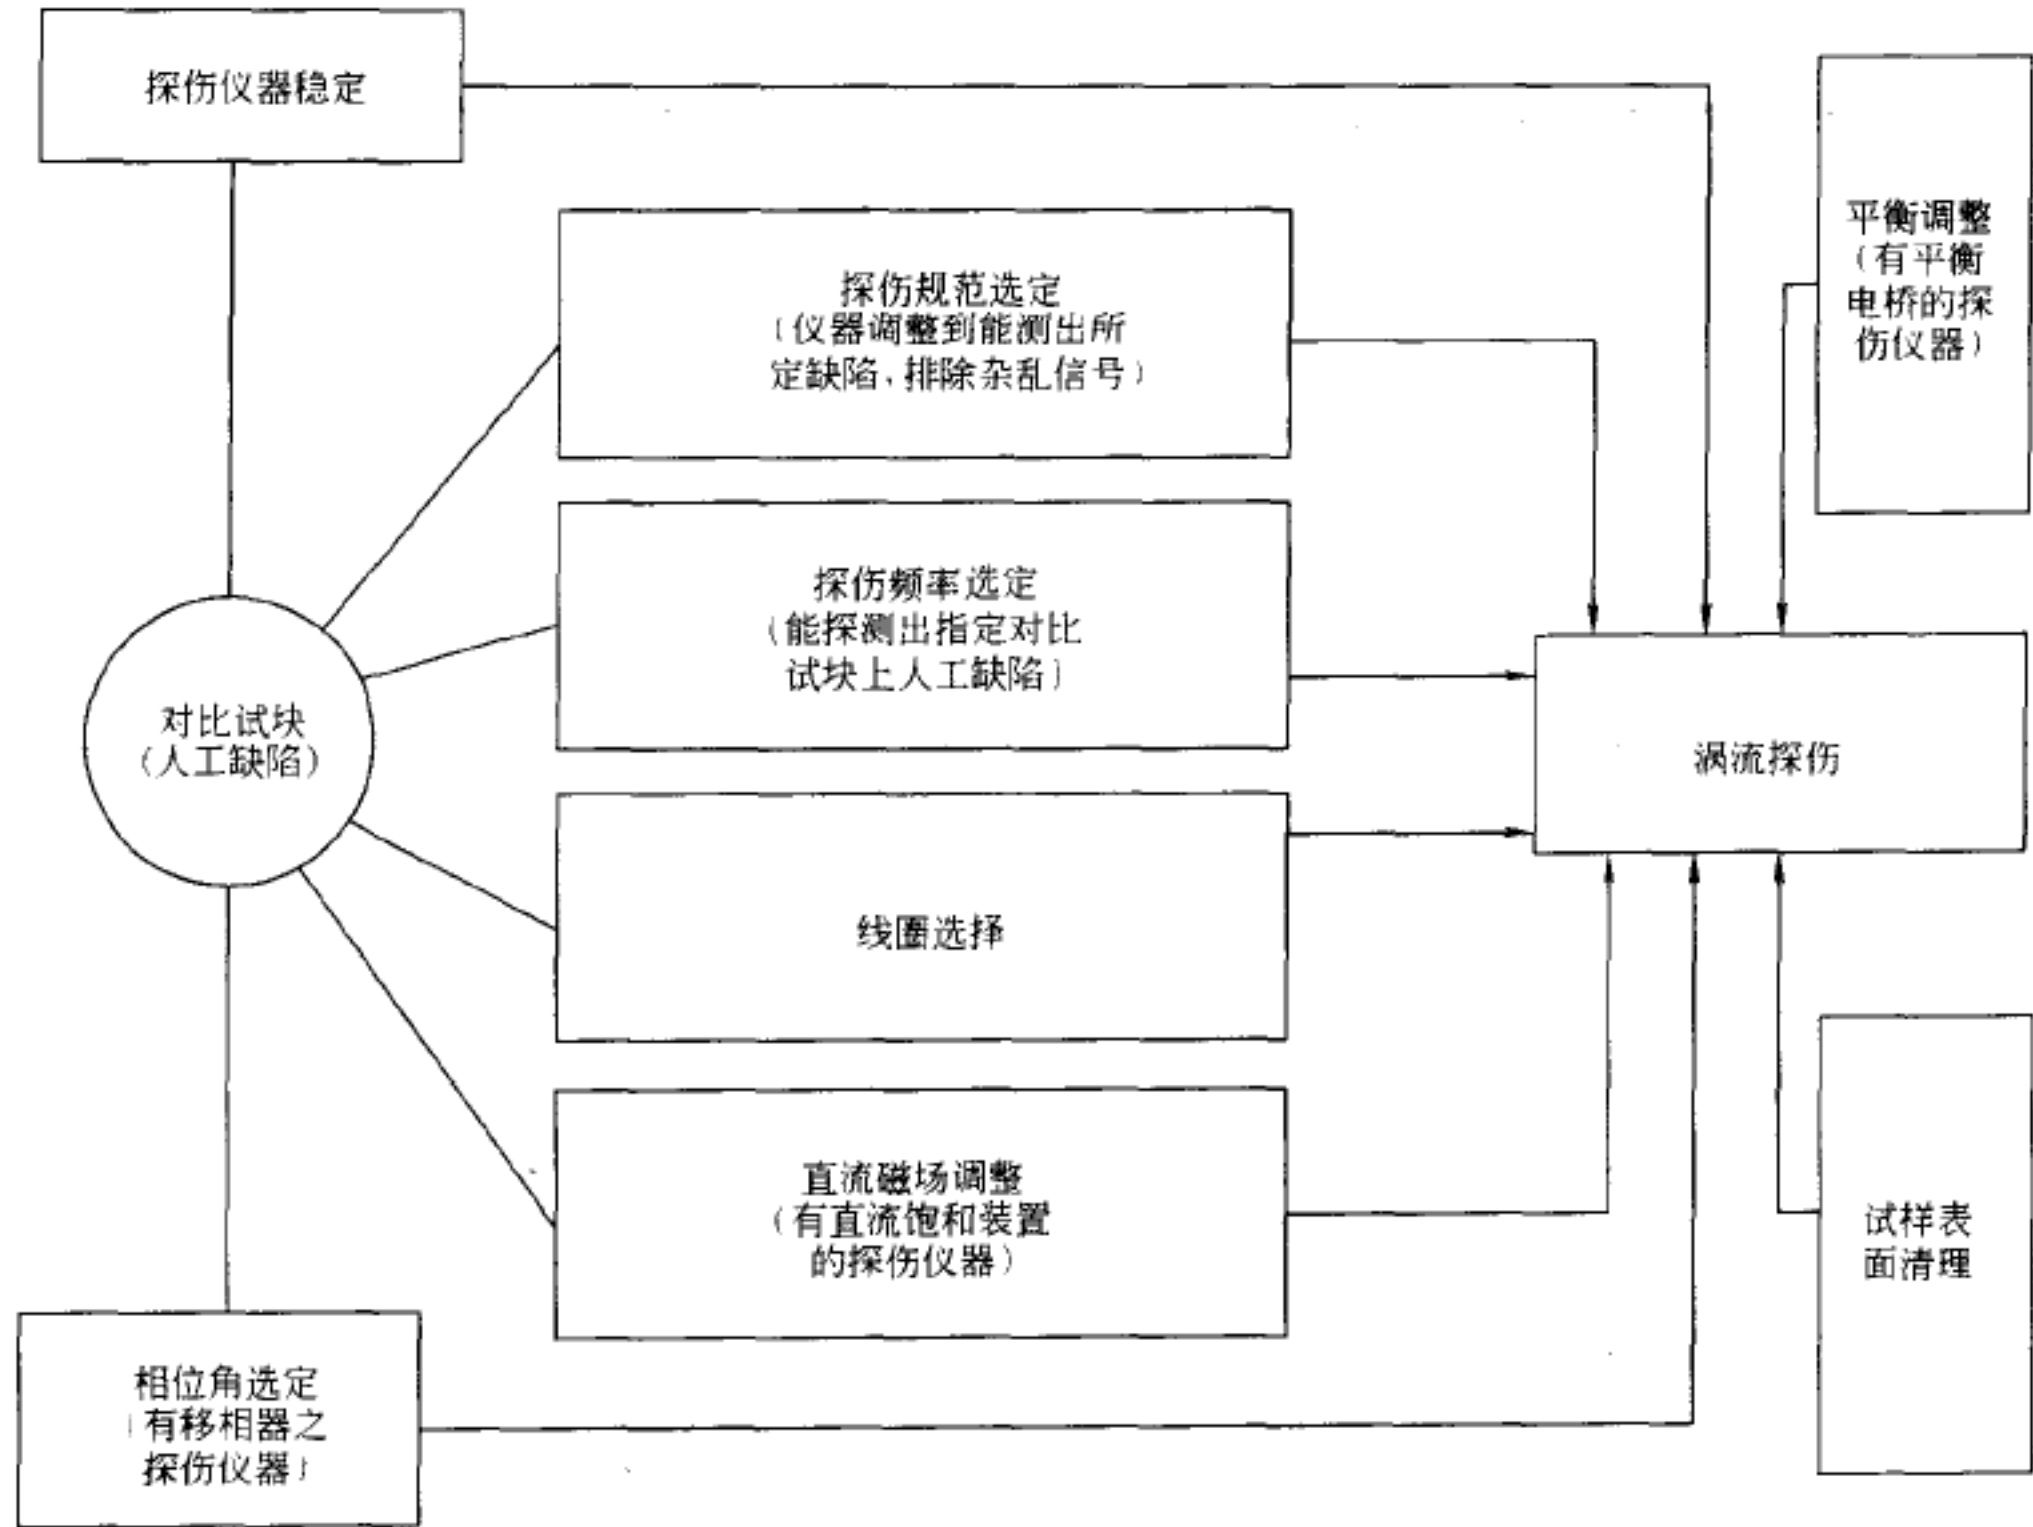 探伤仪器稳定
探伤规范选定
(仪器调整到能测出所
定缺陷,排除杂乱信号)
平衡调整
(有平衡
电桥的探
伤仪器)
探伤频率选定
(能探测出指定对比
试块上人工缺陷)
对比试块
(人工缺陷)
涡流探伤
线圈选择
直流磁场调整
(有直流饱和装置
的探伤仪器)
试样表
面清理
相位角选定
(有移相器之
探伤仪器)